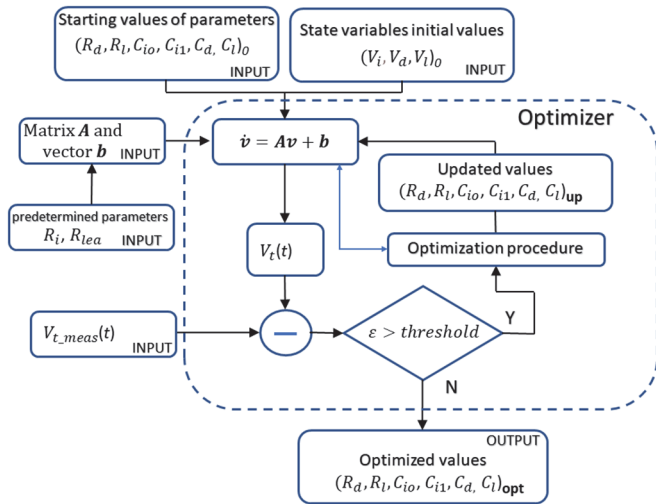 Starting values of parameters
(R_d, R_l, C_io, C_i1, C_d, C_l)_0
INPUT
State variables initial values
(V_i, V_d, V_l)_0
INPUT
Optimizer
Matrix A and
vector b INPUT
v̇ = Av + b
Updated values
(R_d, R_l, C_io, C_i1, C_d, C_l)_up
predetermined parameters
R_i, R_lea INPUT
V_t(t)
Optimization procedure
V_t_meas(t)
INPUT
−
ε > threshold
Y
N
OUTPUT
Optimized values
(R_d, R_l, C_io, C_i1, C_d, C_l)_opt